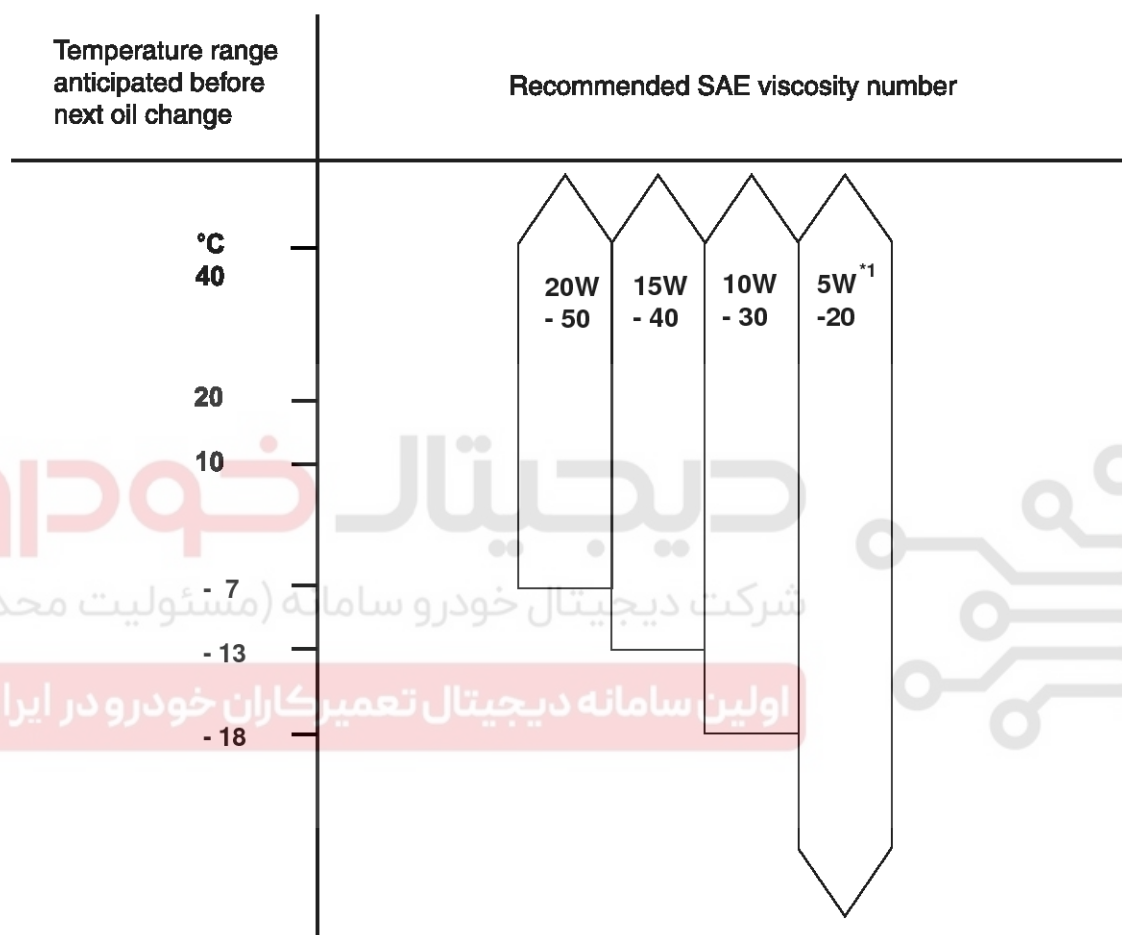 Temperature range
anticipated before
next oil change
Recommended SAE viscosity number
°C
40
20W
- 50
15W
- 40
10W
- 30
5W *1
-20
20
10
- 7
- 13
- 18
دیجیتال خودرو
شرکت دیجیتال خودرو سامانه (مسئولیت
اولین سامانه دیجیتال تعمیرکاران خودرو در